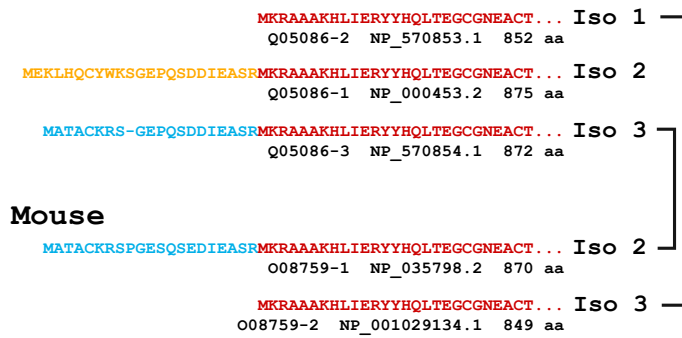 MKRAAAKHLIERYYHQLTEGCGNEACT... Iso 1
Q05086-2 NP_570853.1 852 aa
MEKLHQCYWKSGEPQSDDIEASRMKRAAAKHLIERYYHQLTEGCGNEACT... Iso 2
Q05086-1 NP_000453.2 875 aa
MATACKRS-GEPQSDDIEASRMKRAAAKHLIERYYHQLTEGCGNEACT... Iso 3
Q05086-3 NP_570854.1 872 aa
Mouse
MATACKRSPGESQSEDIEASRMKRAAAKHLIERYYHQLTEGCGNEACT... Iso 2
O08759-1 NP_035798.2 870 aa
MKRAAAKHLIERYYHQLTEGCGNEACT... Iso 3
O08759-2 NP_001029134.1 849 aa